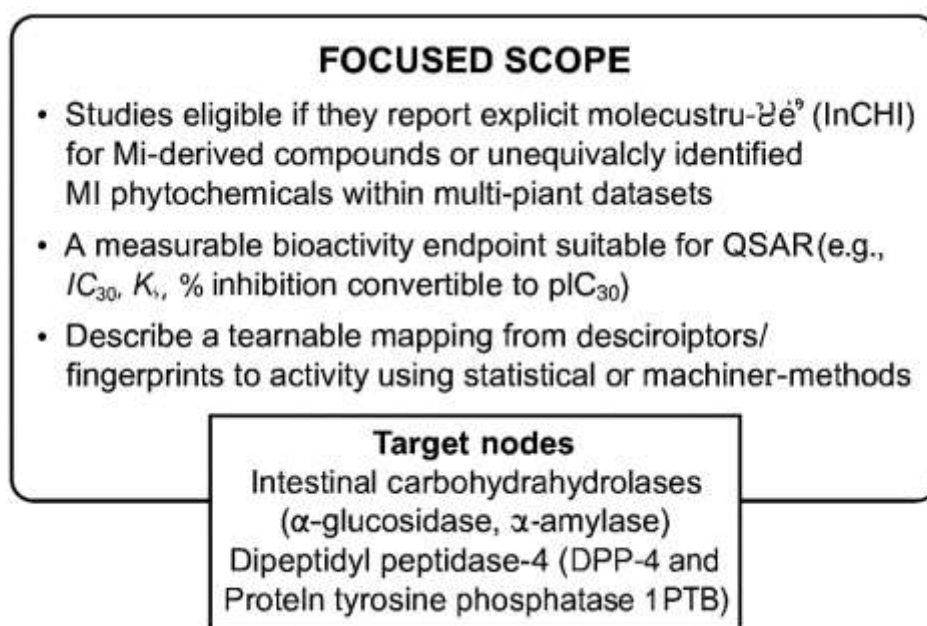 FOCUSED SCOPE
• Studies eligible if they report explicit molecustru- (InCHI)
for Mi-derived compounds or unequivalcly identified
MI phytochemicals within multi-piant datasets
• A measurable bioactivity endpoint suitable for QSAR (e.g.,
IC₃₀, K, % inhibition convertible to pIC₃₀)
• Describe a tearnable mapping from desciroiptors/
fingerprints to activity using statistical or machiner-methods
Target nodes
Intestinal carbohydrahydrolases
(α-glucosidase, α-amylase)
Dipeptidyl peptidase-4 (DPP-4 and
Proteln tyrosine phosphatase 1PTB)